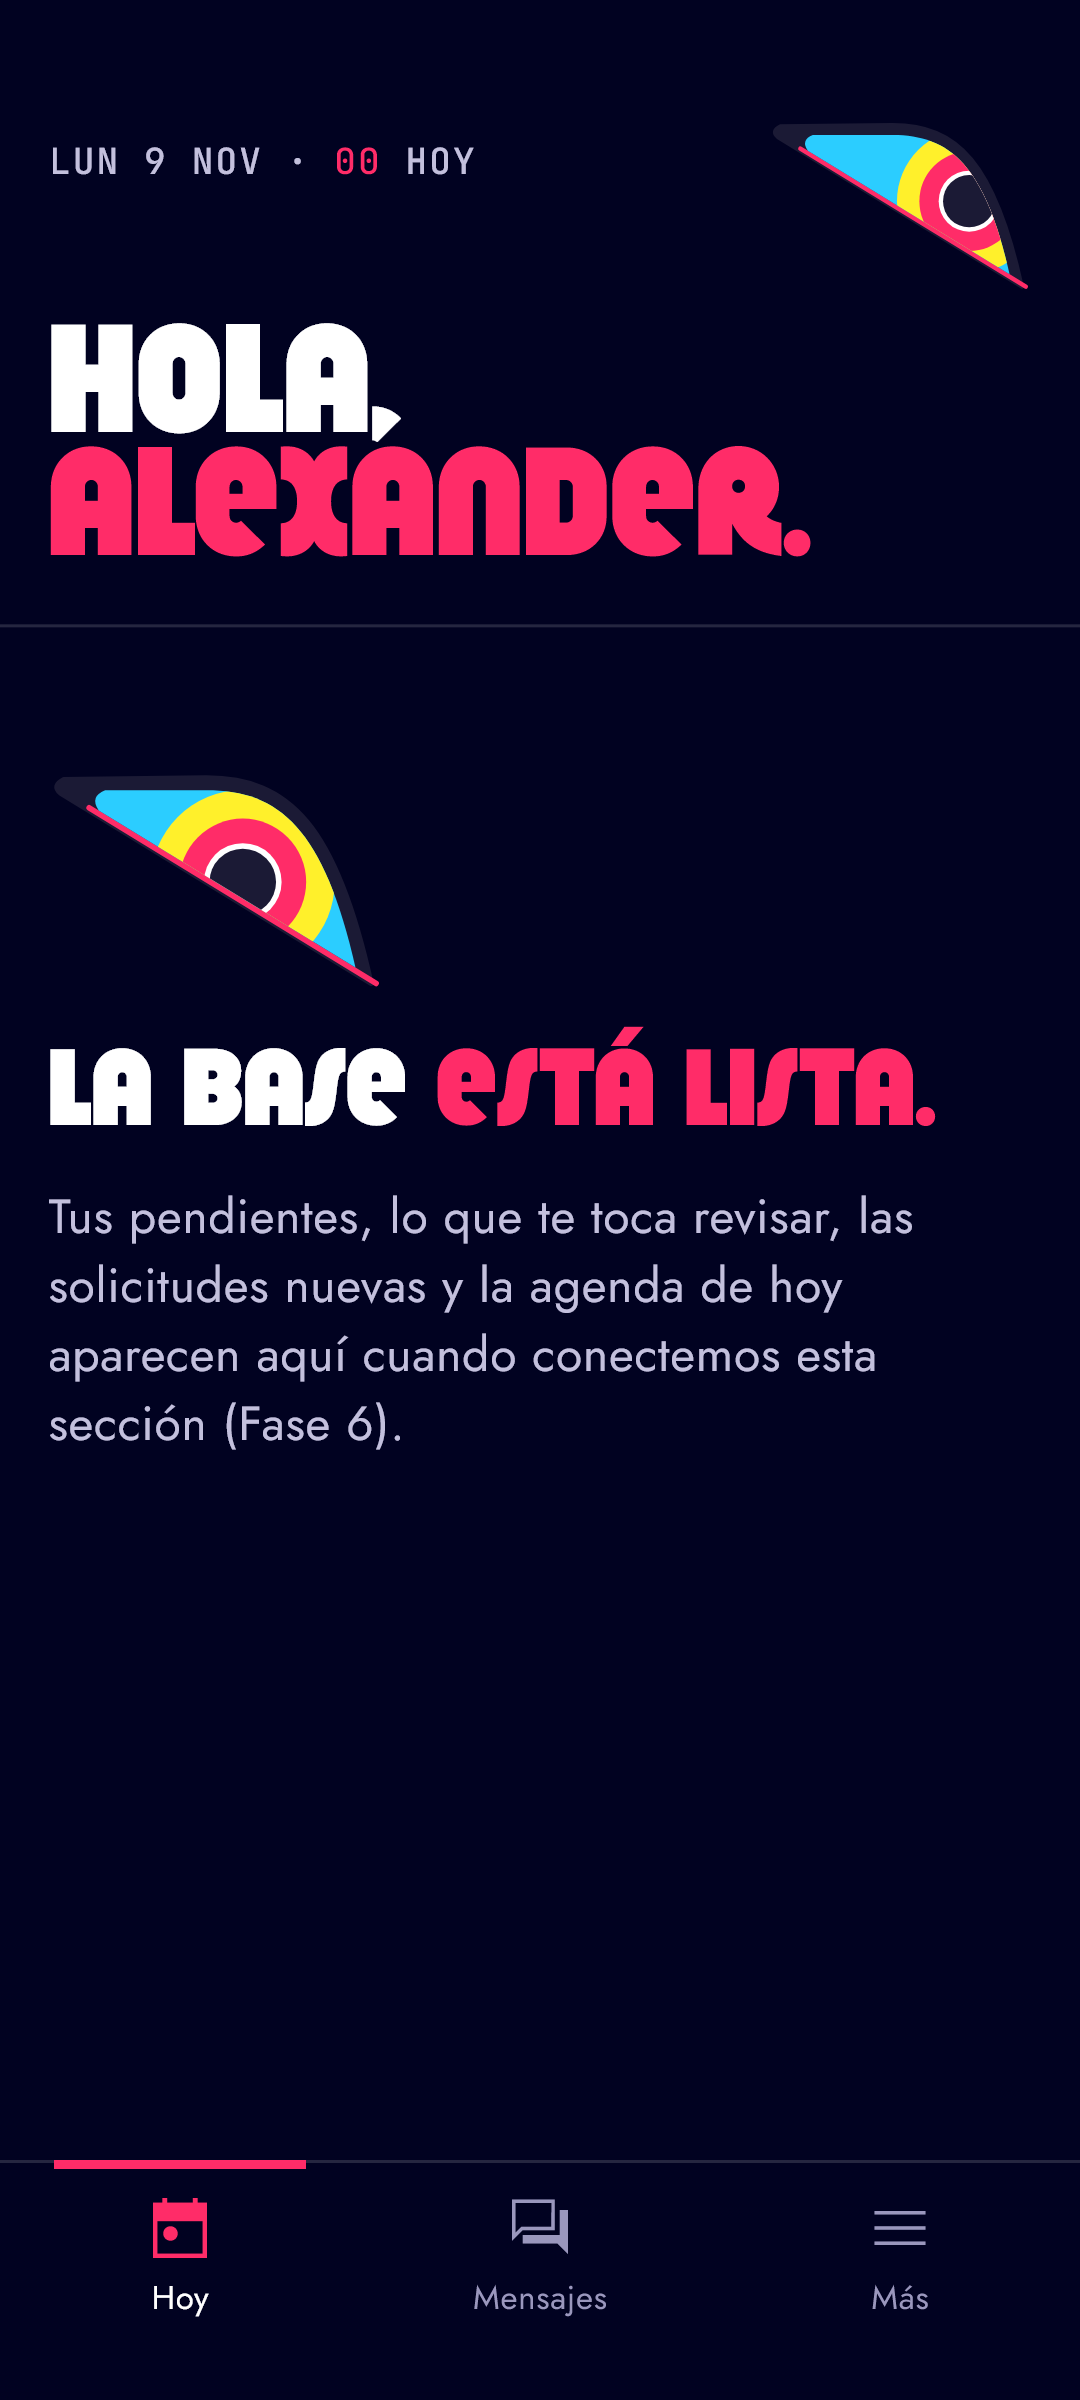 LUN 9 NOV · 00 HOY
HOLA,
ALEXANDER.
LA BASE ESTÁ LISTA.
Tus pendientes, lo que te toca revisar, las
solicitudes nuevas y la agenda de hoy
aparecen aquí cuando conectemos esta
sección (Fase 6).
Hoy
Mensajes
Más